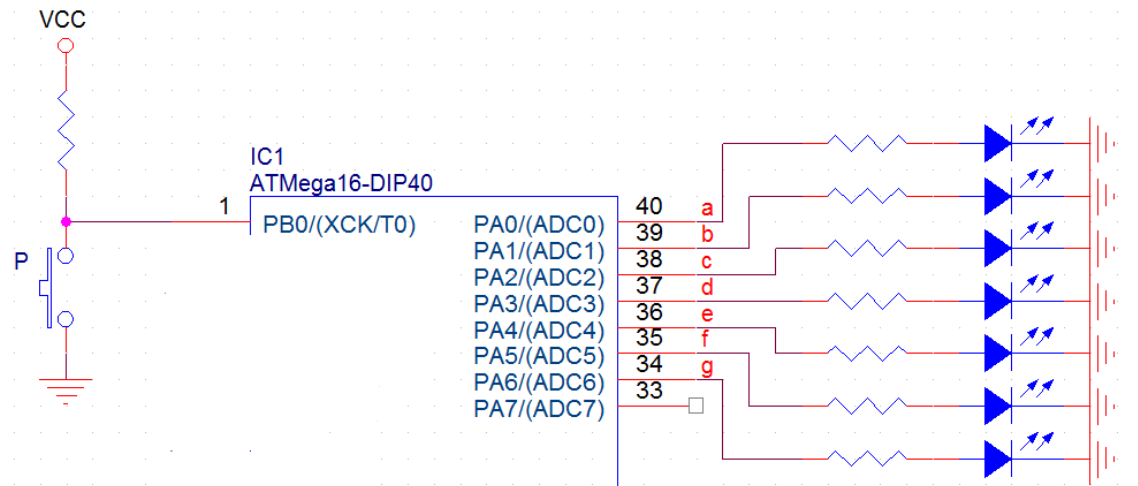 VCC
IC1
ATMega16-DIP40
1
PB0/(XCK/T0)
P
PA0/(ADC0)
40
a
PA1/(ADC1)
39
b
PA2/(ADC2)
38
c
PA3/(ADC3)
37
d
PA4/(ADC4)
36
e
PA5/(ADC5)
35
f
PA6/(ADC6)
34
g
PA7/(ADC7)
33